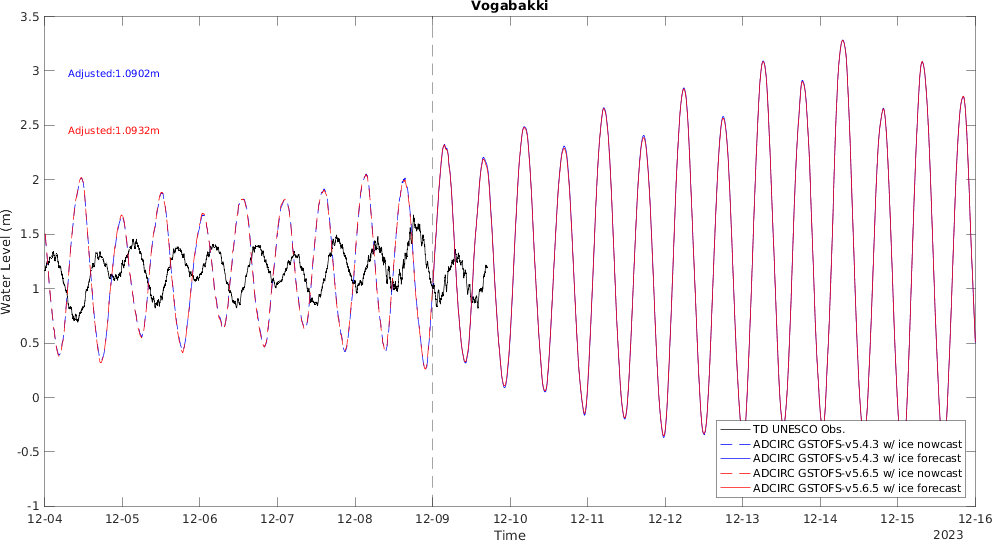 Vogabakki
3.5
3
2.5
2
1.5
1
0.5
0
-0.5
-1
Water Level (m)
Adjusted:1.0902m
Adjusted:1.0932m
TD UNESCO Obs.
ADCIRC GSTOFS-v5.4.3 w/ ice nowcast
ADCIRC GSTOFS-v5.4.3 w/ ice forecast
ADCIRC GSTOFS-v5.6.5 w/ ice nowcast
ADCIRC GSTOFS-v5.6.5 w/ ice forecast
12-04 12-05 12-06 12-07 12-08 12-09 12-10 12-11 12-12 12-13 12-14 12-15 12-16
Time
2023